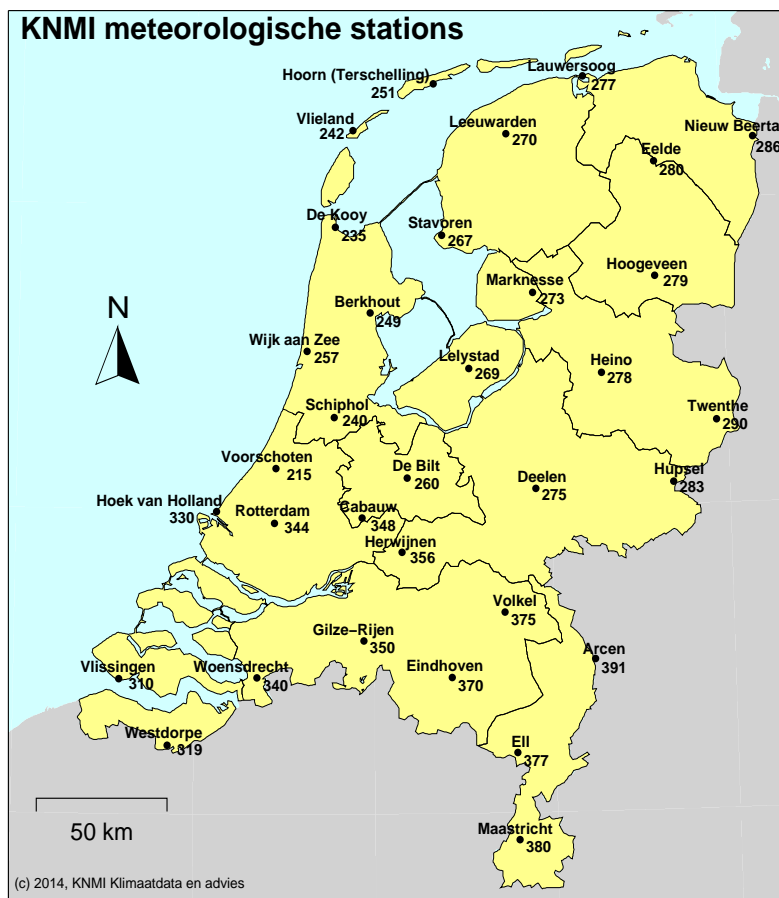 KNMI meteorologische stations
Lauwersoog
277
Hoorn (Terschelling)
251
Vlieland
242
Leeuwarden
270
Nieuw Beerta
286
Eelde
280
De Kooy
235
Stavoren
267
Hoogeveen
279
Marknesse
273
Berkhout
249
N
Wijk aan Zee
257
Lelystad
269
Heino
278
Schiphol
240
Twenthe
290
Voorschoten
215
De Bilt
260
Deelen
275
Hupsel
283
Hoek van Holland
330
Rotterdam
344
Cabauw
348
Herwijnen
356
Volkel
375
Gilze−Rijen
350
Arcen
391
Vlissingen
310
Woensdrecht
340
Eindhoven
370
Westdorpe
319
Ell
377
50 km
Maastricht
380
(c) 2014, KNMI Klimaatdata en advies